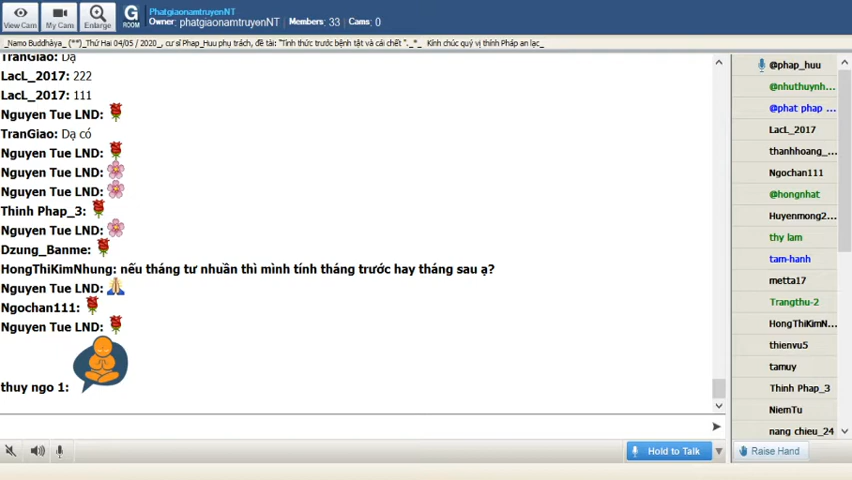 View Cam
My Cam
Enlarge
G
ROOM
PhatgiaonamtruyenNT
Owner: phatgiaonamtruyenNT Members: 33 Cams: 0
_Namo Buddhàya_ (**)_Thứ Hai 04/05 / 2020_, cư sĩ Phap_Huu phụ trách, đề tài: "Tỉnh thức trước bệnh tật và cái chết "._*_ Kính chúc quý vị thính Pháp an lạc_
TranGiao: Dạ
LacL_2017: 222
LacL_2017: 111
Nguyen Tue LND:
TranGiao: Dạ có
Nguyen Tue LND:
Nguyen Tue LND:
Nguyen Tue LND:
Thinh Phap_3:
Nguyen Tue LND:
Dzung_Banme:
HongThiKimNhung: nếu tháng tư nhuần thì mình tính tháng trước hay tháng sau ạ?
Nguyen Tue LND:
Ngochan111:
Nguyen Tue LND:
thuy ngo 1:
@phap_huu
@nhuthuynh...
@phat phap ...
LacL_2017
thanhhoang_...
Ngochan111
@hongnhat
Huyenmong2...
thy lam
tam-hanh
metta17
Trangthu-2
HongThiKimN...
thienvu5
tamuy
Thinh Phap_3
NiemTu
nang chieu_24
Hold to Talk
Raise Hand